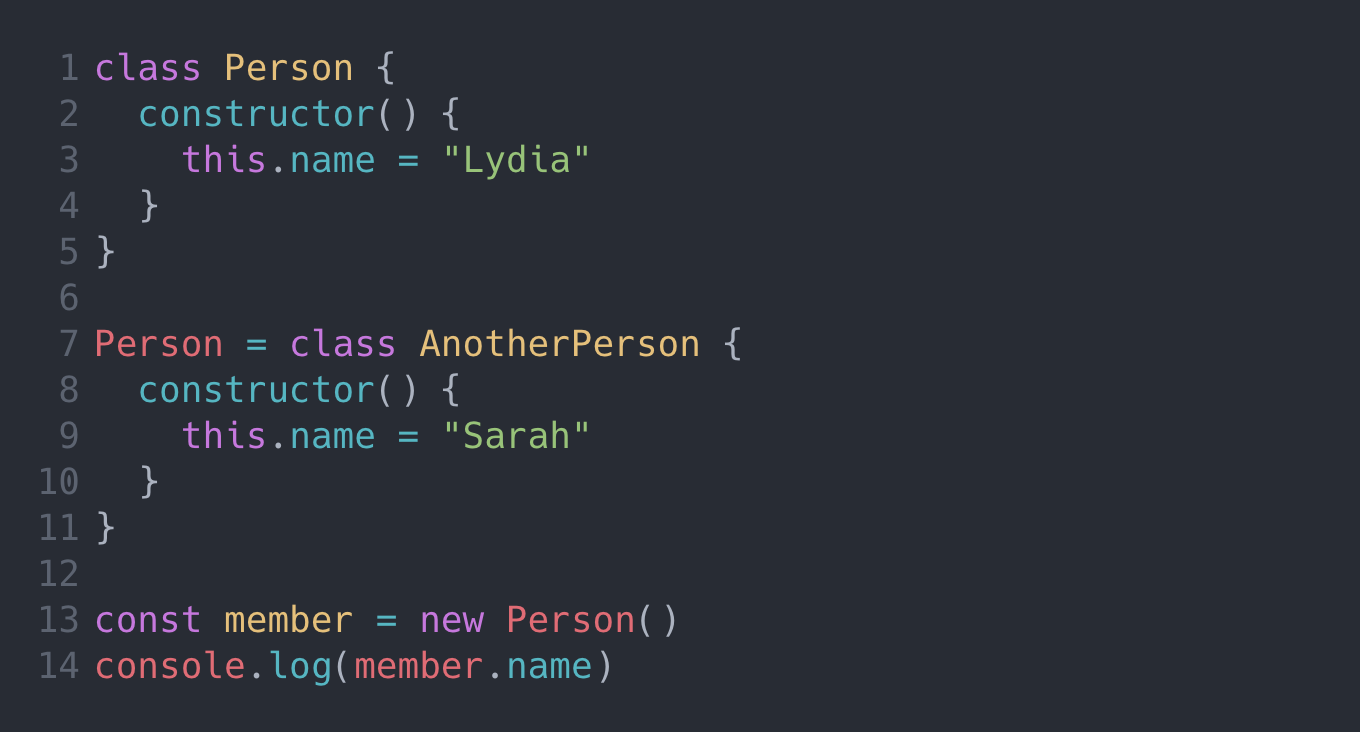 1 class Person {
2   constructor() {
3     this.name = "Lydia"
4   }
5 }
6
7 Person = class AnotherPerson {
8   constructor() {
9     this.name = "Sarah"
10   }
11 }
12
13 const member = new Person()
14 console.log(member.name)